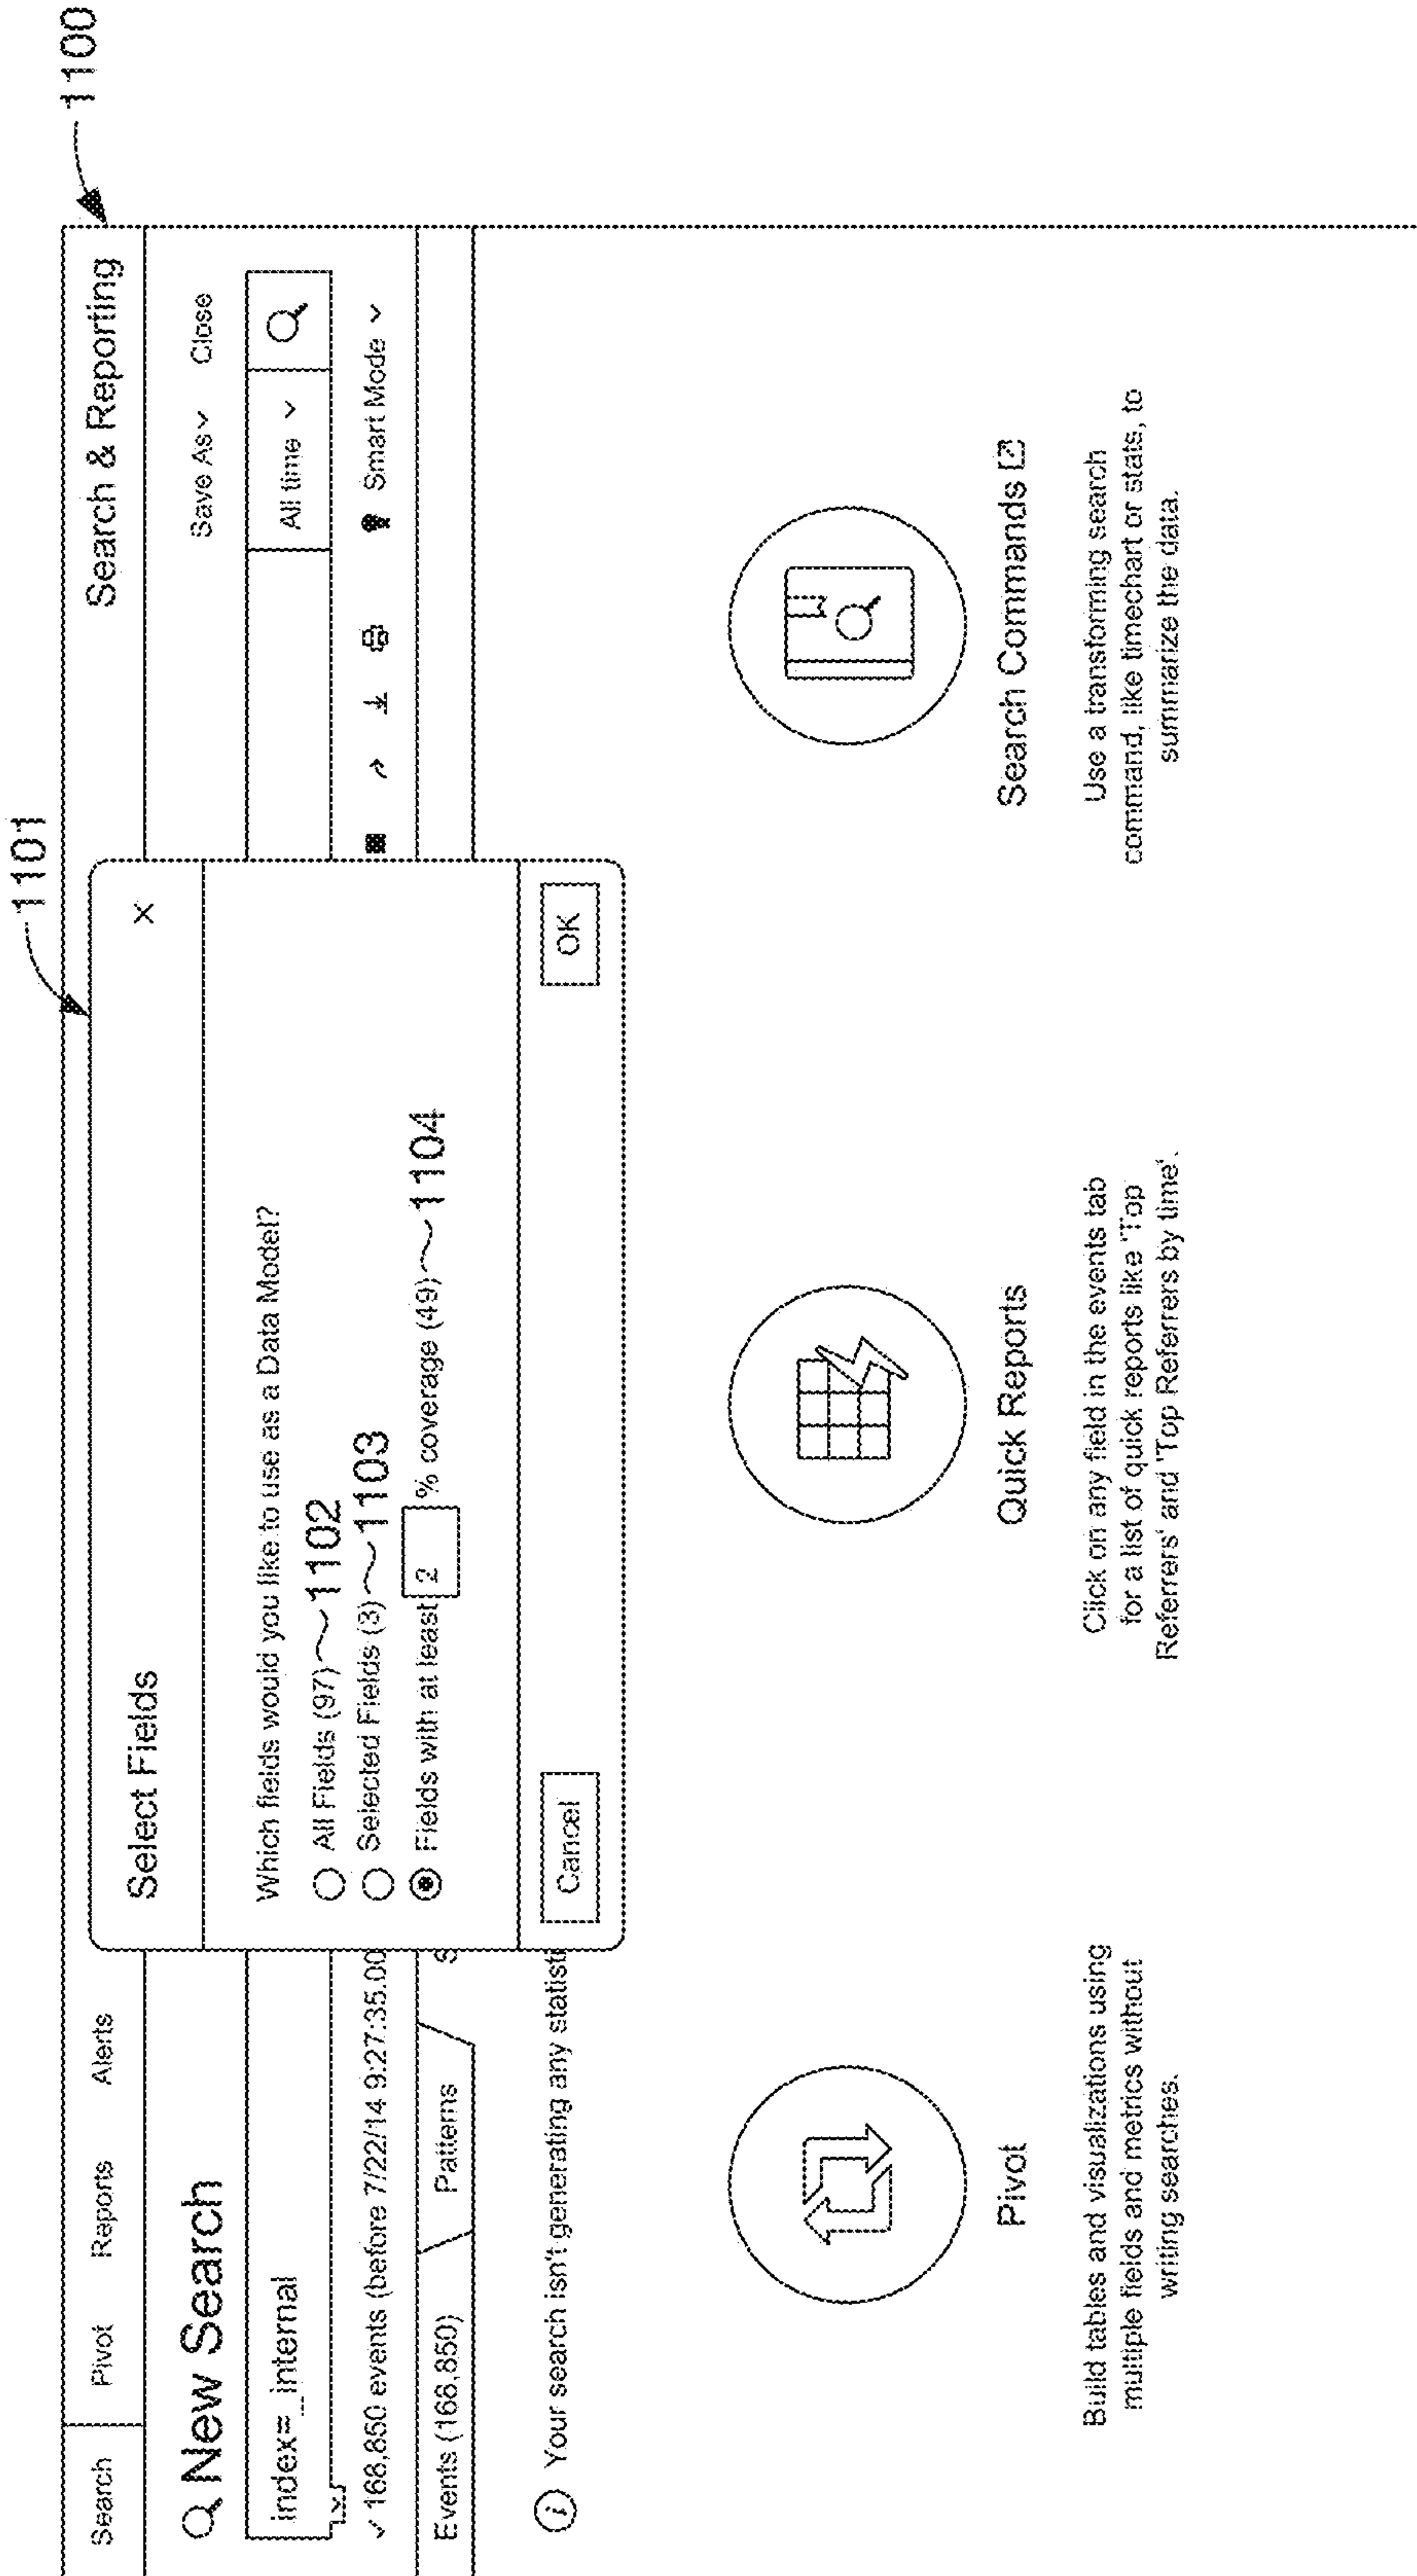 1100
1101
Search Pivot Reports Alerts Search & Reporting
New Search
Save As Close
index=_internal
All time
✓ 168,850 events (before 7/22/14 9:27:35.00
Smart Mode
Events (168,850) Patterns S
Your search isn't generating any statisti
Select Fields ×
Which fields would you like to use as a Data Model?
All Fields (97) 1102
Selected Fields (3) 1103
Fields with at least 2 % coverage (49) 1104
Cancel OK
Pivot
Build tables and visualizations using
multiple fields and metrics without
writing searches.
Quick Reports
Click on any field in the events tab
for a list of quick reports like 'Top
Referrers' and 'Top Referrers by time'.
Search Commands
Use a transforming search
command, like timechart or stats, to
summarize the data.